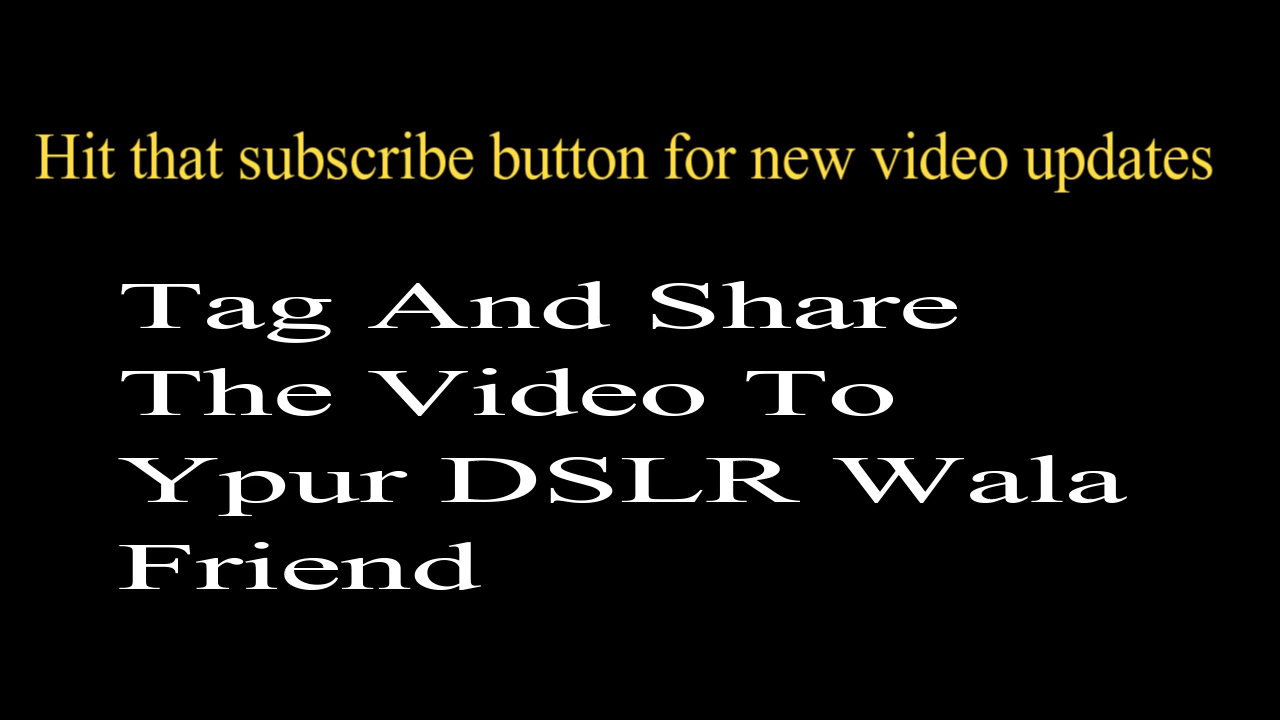 Hit that subscribe button for new video updates
Tag And Share
The Video To
Ypur DSLR Wala
Friend